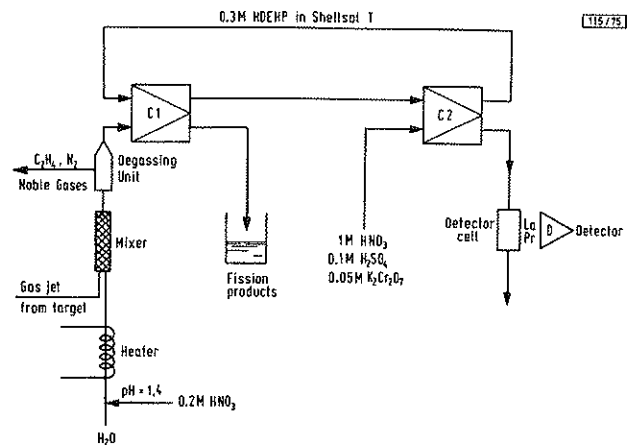 0.3M HDEHP in Shellsol T
115/75
C1
C2
C₂H₄, N₂
Noble Gases
Degassing
Unit
Mixer
Gas jet
from target
Heater
pH = 1,4
0.2M HNO₃
H₂O
Fission
products
1M HNO₃
0.1M H₂SO₄
0.05M K₂Cr₂O₇
Detector
cell
La
Pr
D
Detector